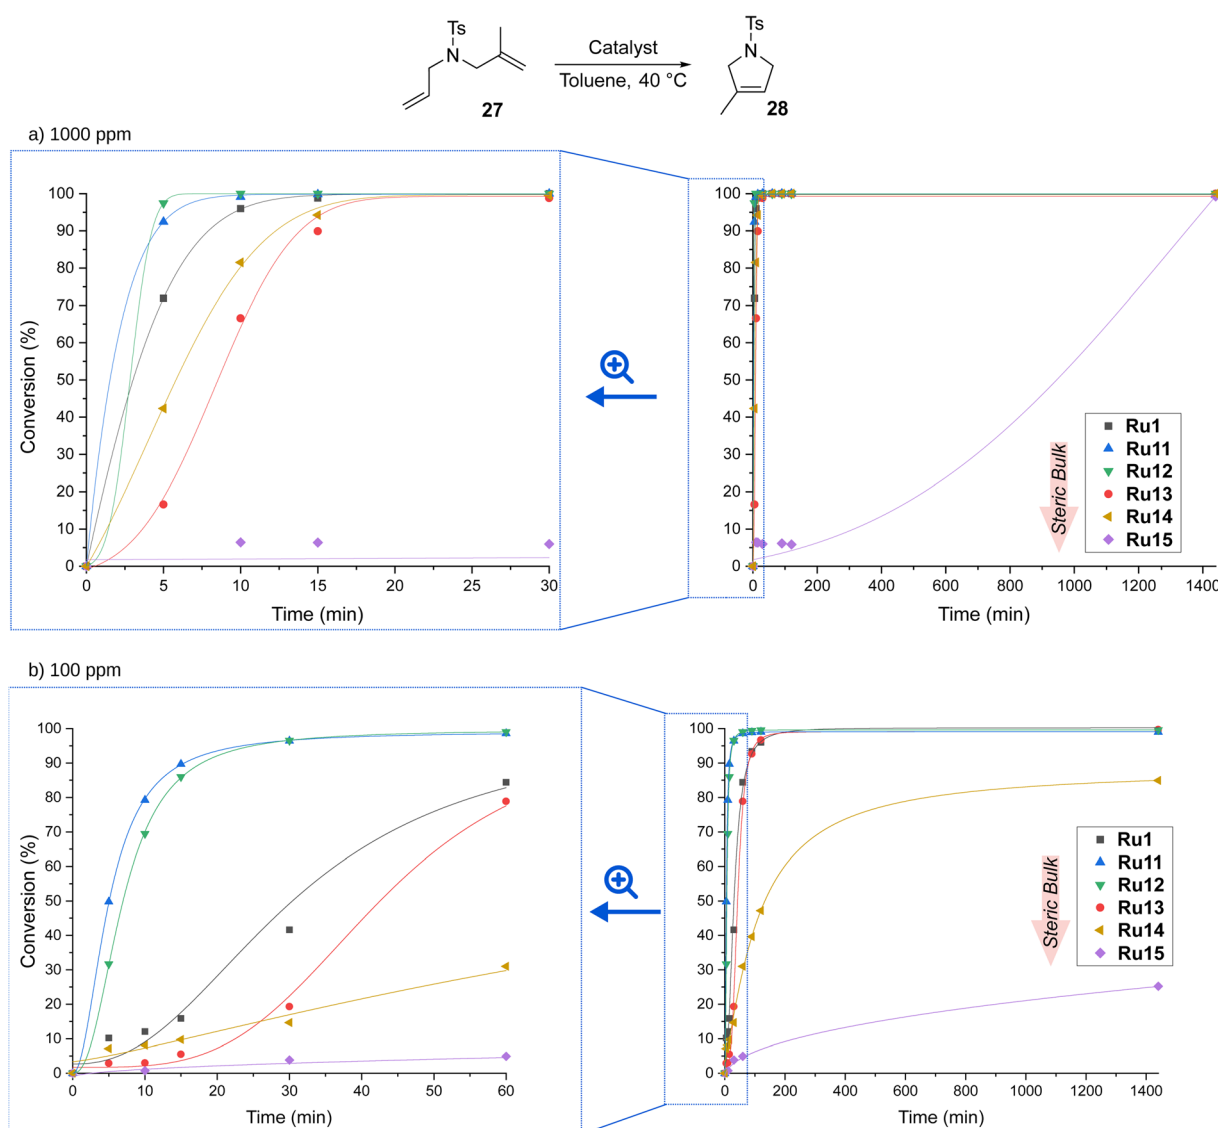 Ts
N
27
Catalyst
Toluene, 40 °C
Ts
N
28
a) 1000 ppm
Conversion (%)
100
90
80
70
60
50
40
30
20
10
0
0 5 10 15 20 25 30
Time (min)
100
90
80
70
60
50
40
30
20
10
0
0 200 400 600 800 1000 1200 1400
Time (min)
Steric Bulk
Ru1
Ru11
Ru12
Ru13
Ru14
Ru15
b) 100 ppm
Conversion (%)
100
90
80
70
60
50
40
30
20
10
0
0 10 20 30 40 50 60
Time (min)
100
90
80
70
60
50
40
30
20
10
0
0 200 400 600 800 1000 1200 1400
Time (min)
Steric Bulk
Ru1
Ru11
Ru12
Ru13
Ru14
Ru15